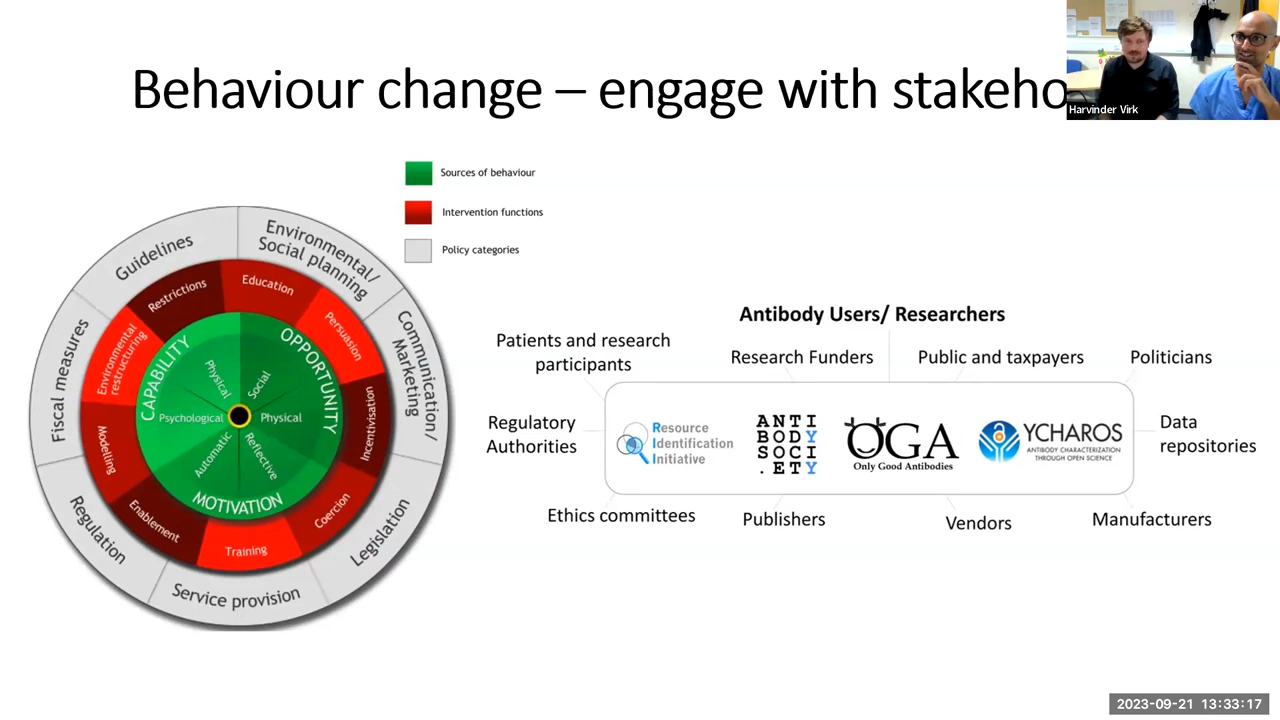 Behaviour change – engage with stakeho
Harvinder Virk
Sources of behaviour
Intervention functions
Policy categories
Guidelines
Environmental/
Social planning
Communication/
Marketing
Legislation
Service provision
Regulation
Fiscal measures
Restrictions
Education
Persuasion
Incentivisation
Coercion
Training
Enablement
Modelling
Environmental
restructuring
CAPABILITY
OPPORTUNITY
MOTIVATION
Physical
Social
Psychological
Physical
Automatic
Reflective
Antibody Users/ Researchers
Patients and research
participants
Research Funders
Public and taxpayers
Politicians
Regulatory
Authorities
Resource
Identification
Initiative
ANTI
BODY
SOCI
.ETY
OGA
Only Good Antibodies
YCHAROS
ANTIBODY CHARACTERIZATION
THROUGH OPEN SCIENCE
Data
repositories
Ethics committees
Publishers
Vendors
Manufacturers
2023-09-21 13:33:17